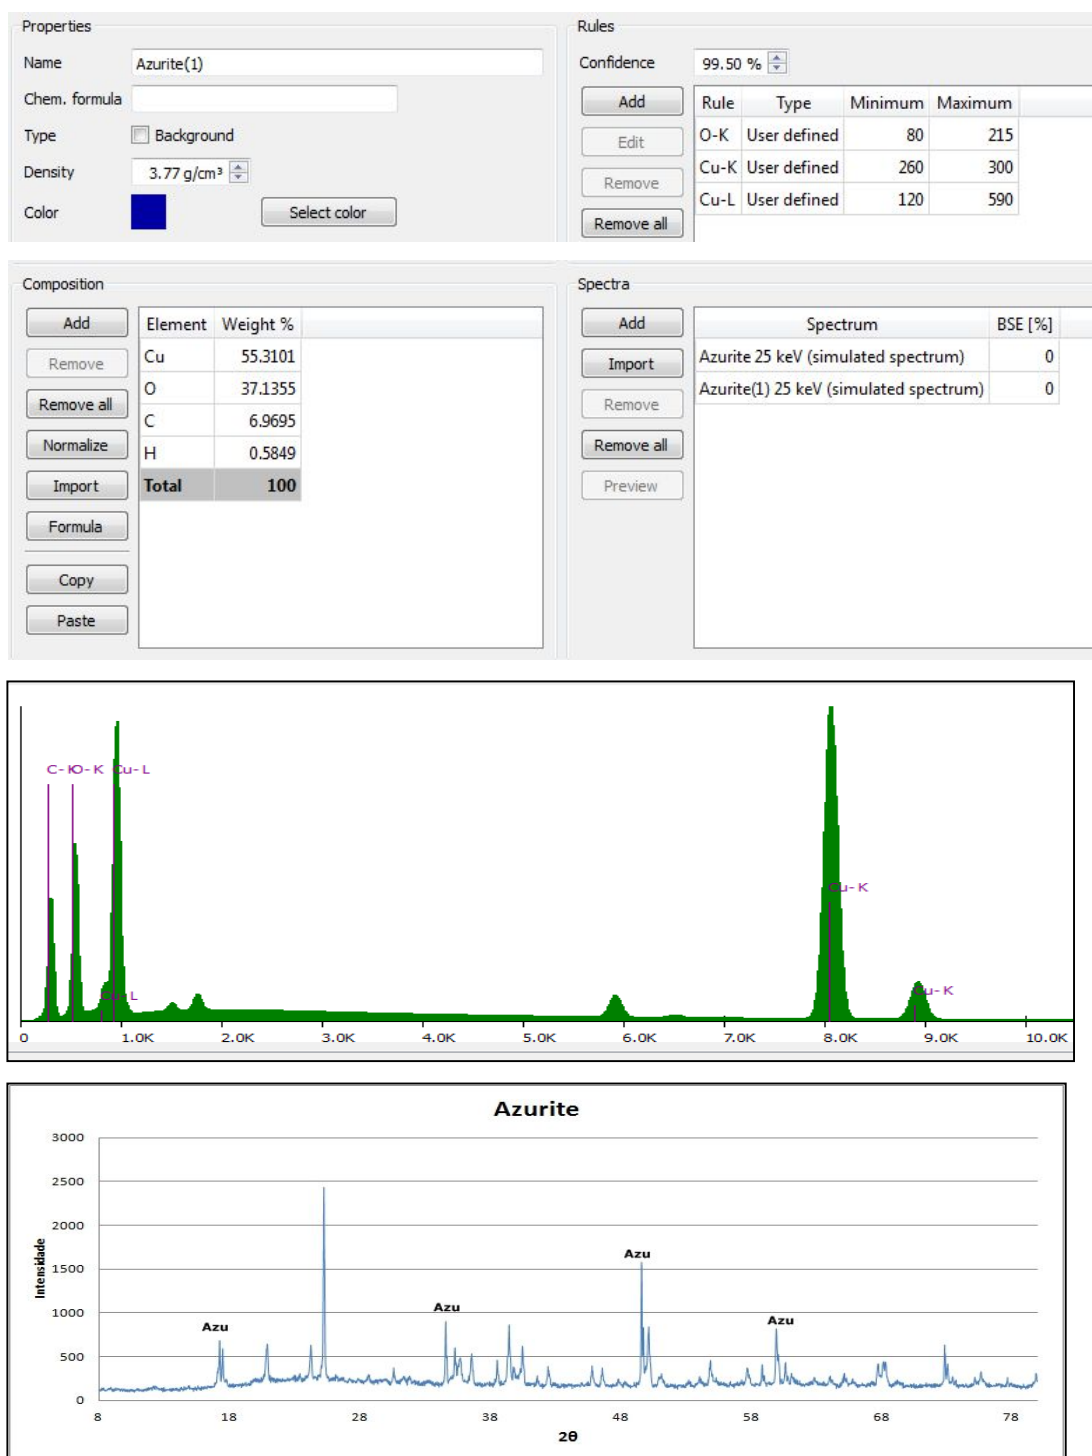 Properties
Name Azurite(1)
Chem. formula
Type Background
Density 3.77 g/cm³
Color Select color
Rules
Confidence 99.50 %
Add
Edit
Remove
Remove all
Rule Type Minimum Maximum
O-K User defined 80 215
Cu-K User defined 260 300
Cu-L User defined 120 590
Composition
Add
Remove
Remove all
Normalize
Import
Formula
Copy
Paste
Element Weight %
Cu 55.3101
O 37.1355
C 6.9695
H 0.5849
Total 100
Spectra
Add
Import
Remove
Remove all
Preview
Spectrum BSE [%]
Azurite 25 keV (simulated spectrum) 0
Azurite(1) 25 keV (simulated spectrum) 0
C-K O-K Cu-L
Cu-K
Cu-L Cu-K
0 1.0K 2.0K 3.0K 4.0K 5.0K 6.0K 7.0K 8.0K 9.0K 10.0K
Azurite
3000
2500
2000
1500
1000
500
0
Intensidade
Azu
Azu
Azu
Azu
8 18 28 38 48 58 68 78
2θ